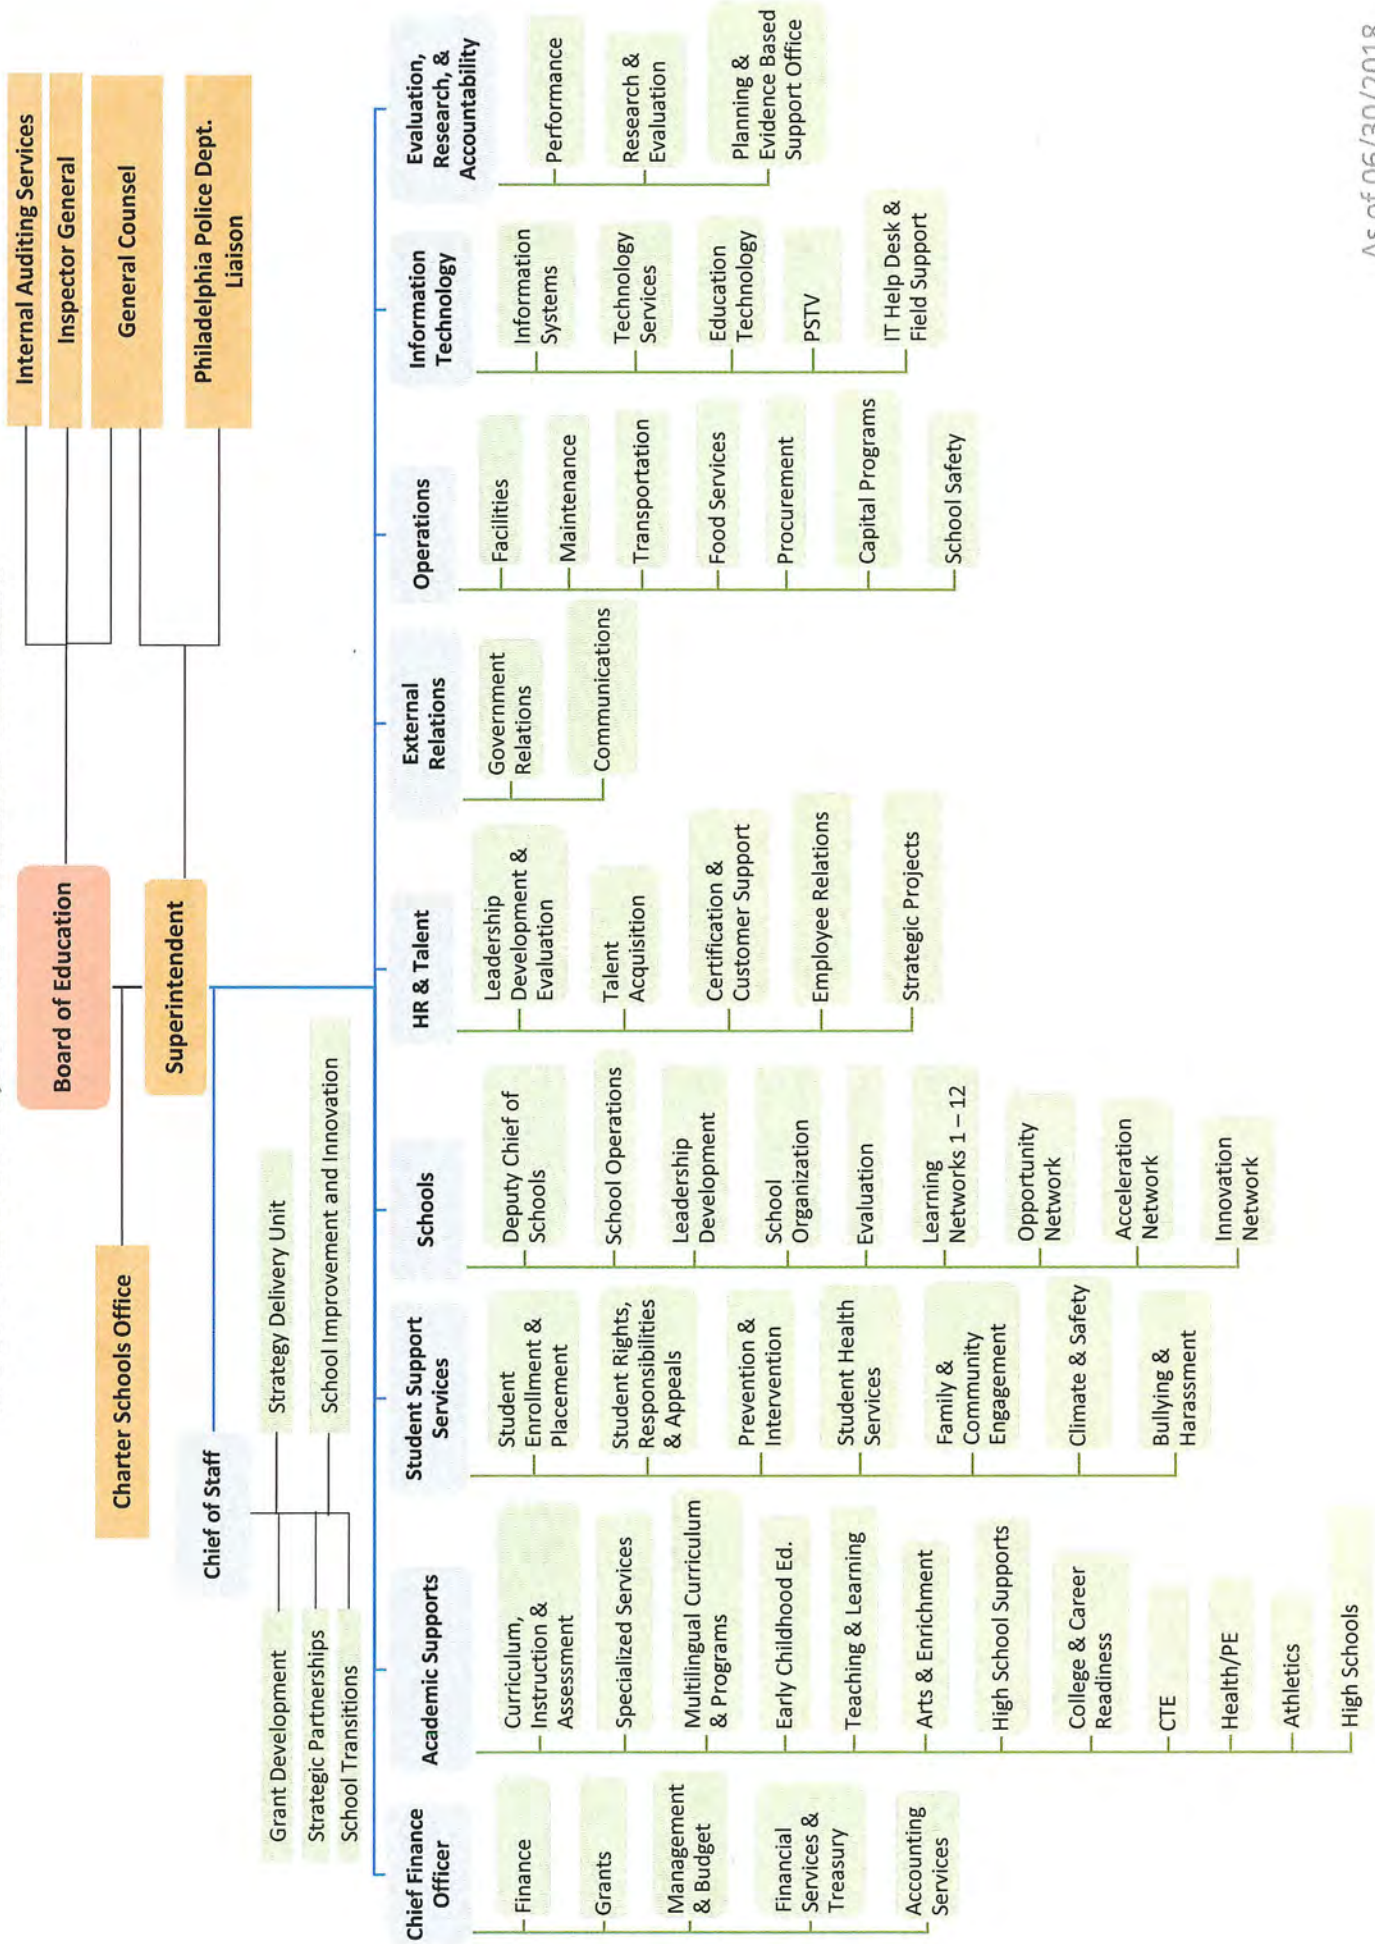 Internal Auditing Services
Inspector General
General Counsel
Philadelphia Police Dept.
Liaison
Board of Education
Superintendent
Charter Schools Office
Chief of Staff
Grant Development
Strategic Partnerships
School Transitions
Strategy Delivery Unit
School Improvement and Innovation
Chief Finance
Officer
Finance
Grants
Management
& Budget
Financial
Services &
Treasury
Accounting
Services
Academic Supports
Curriculum,
Instruction &
Assessment
Specialized Services
Multilingual Curriculum
& Programs
Early Childhood Ed.
Teaching & Learning
Arts & Enrichment
High School Supports
College & Career
Readiness
CTE
Health/PE
Athletics
High Schools
Student Support
Services
Student
Enrollment &
Placement
Student Rights,
Responsibilities
& Appeals
Prevention &
Intervention
Student Health
Services
Family &
Community
Engagement
Climate & Safety
Bullying &
Harassment
Schools
Deputy Chief of
Schools
School Operations
Leadership
Development
School
Organization
Evaluation
Learning
Networks 1 – 12
Opportunity
Network
Acceleration
Network
Innovation
Network
HR & Talent
Leadership
Development &
Evaluation
Talent
Acquisition
Certification &
Customer Support
Employee Relations
Strategic Projects
External
Relations
Government
Relations
Communications
Operations
Facilities
Maintenance
Transportation
Food Services
Procurement
Capital Programs
School Safety
Information
Technology
Information
Systems
Technology
Services
Education
Technology
PSTV
IT Help Desk &
Field Support
Evaluation,
Research, &
Accountability
Performance
Research &
Evaluation
Planning &
Evidence Based
Support Office
As of 06/30/2018